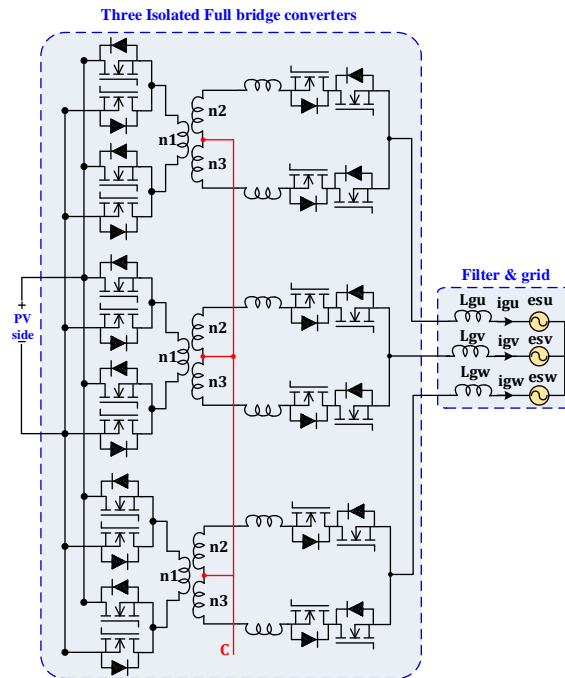 Three Isolated Full bridge converters
n2
n1
n3
n2
n1
n3
n2
n1
n3
C
+
PV
side
-
Filter & grid
Lgu igu esu
Lgv igv esv
Lgw igw esw